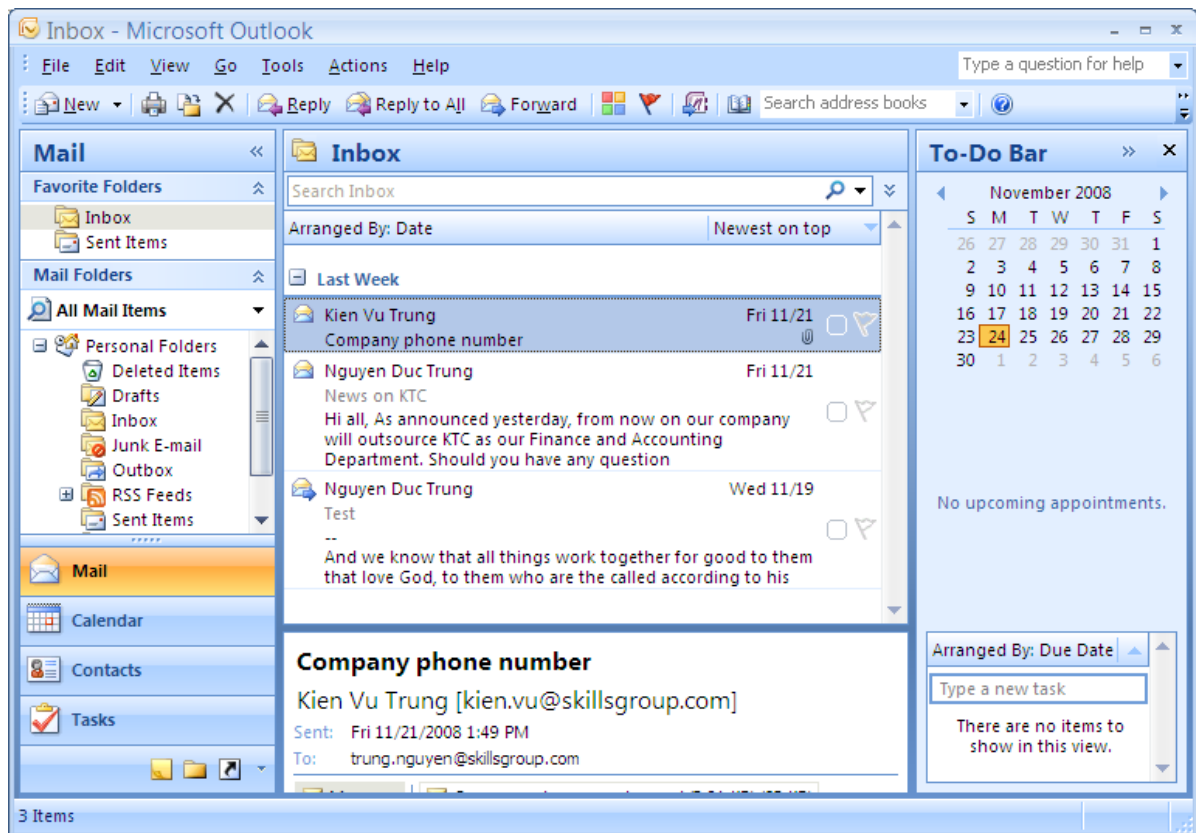 Inbox - Microsoft Outlook
File Edit View Go Tools Actions Help
Type a question for help
New Reply Reply to All Forward Search address books
Mail
Favorite Folders
Inbox
Sent Items
Mail Folders
All Mail Items
Personal Folders
Deleted Items
Drafts
Inbox
Junk E-mail
Outbox
RSS Feeds
Sent Items
Mail
Calendar
Contacts
Tasks
Inbox
Search Inbox
Arranged By: Date Newest on top
Last Week
Kien Vu Trung Fri 11/21
Company phone number
Nguyen Duc Trung Fri 11/21
News on KTC
Hi all, As announced yesterday, from now on our company
will outsource KTC as our Finance and Accounting
Department. Should you have any question
Nguyen Duc Trung Wed 11/19
Test
--
And we know that all things work together for good to them
that love God, to them who are the called according to his
Company phone number
Kien Vu Trung [kien.vu@skillsgroup.com]
Sent: Fri 11/21/2008 1:49 PM
To: trung.nguyen@skillsgroup.com
To-Do Bar
November 2008
S M T W T F S
26 27 28 29 30 31 1
2 3 4 5 6 7 8
9 10 11 12 13 14 15
16 17 18 19 20 21 22
23 24 25 26 27 28 29
30 1 2 3 4 5 6
No upcoming appointments.
Arranged By: Due Date
Type a new task
There are no items to
show in this view.
3 Items